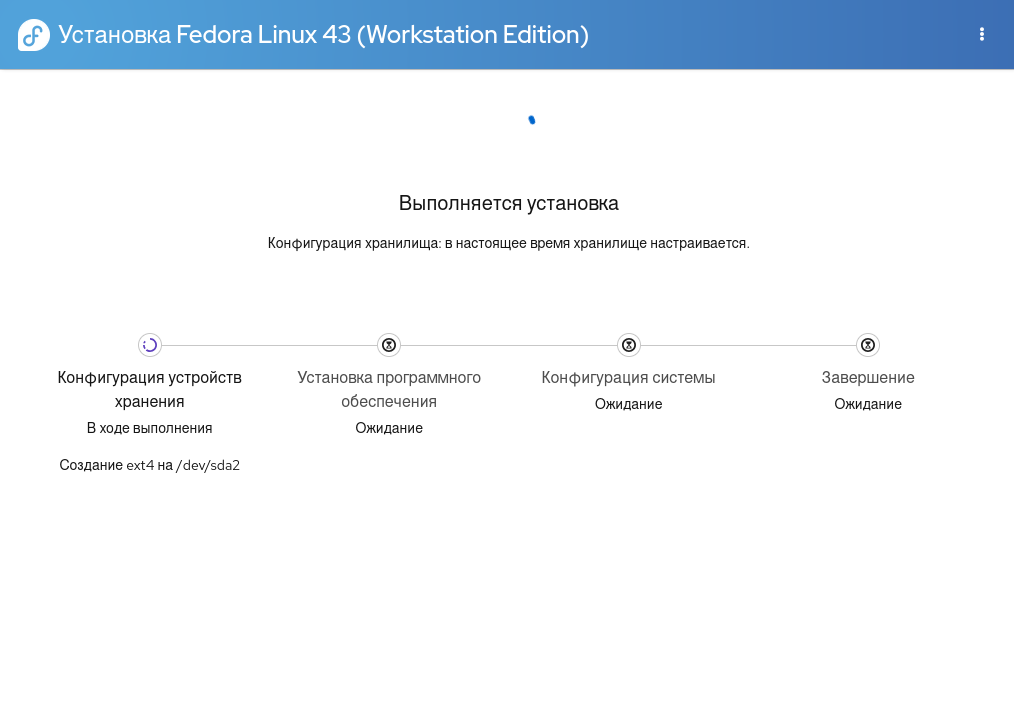 Установка Fedora Linux 43 (Workstation Edition)
Выполняется установка
Конфигурация хранилища: в настоящее время хранилище настраивается.
Конфигурация устройств
хранения
В ходе выполнения
Создание ext4 на /dev/sda2
Установка программного
обеспечения
Ожидание
Конфигурация системы
Ожидание
Завершение
Ожидание